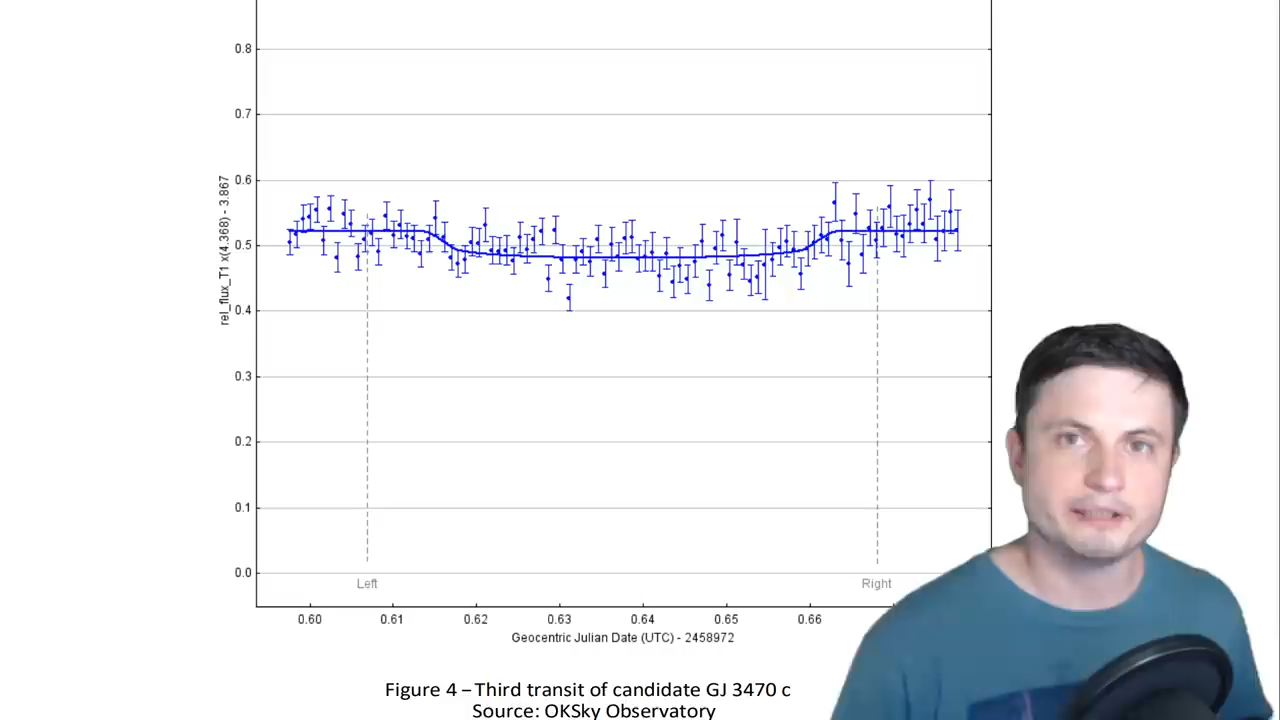 0.8
0.7
0.6
0.5
0.4
0.3
0.2
0.1
0.0
rel_flux_T1 x(4.368) - 3.867
Left
Right
0.60
0.61
0.62
0.63
0.64
0.65
0.66
Geocentric Julian Date (UTC) - 2458972
Figure 4 – Third transit of candidate GJ 3470 c
Source: OKSky Observatory